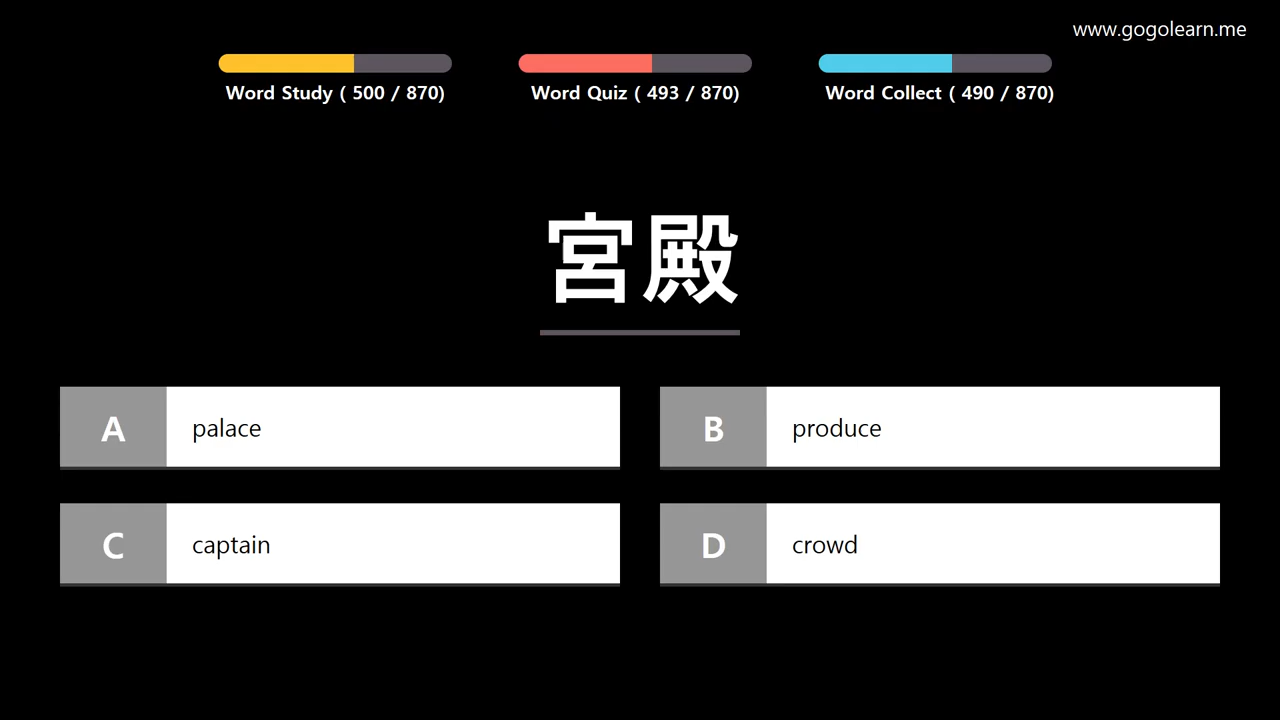 www.gogolearn.me
Word Study ( 500 / 870)
Word Quiz ( 493 / 870)
Word Collect ( 490 / 870)
宮殿
A palace
B produce
C captain
D crowd